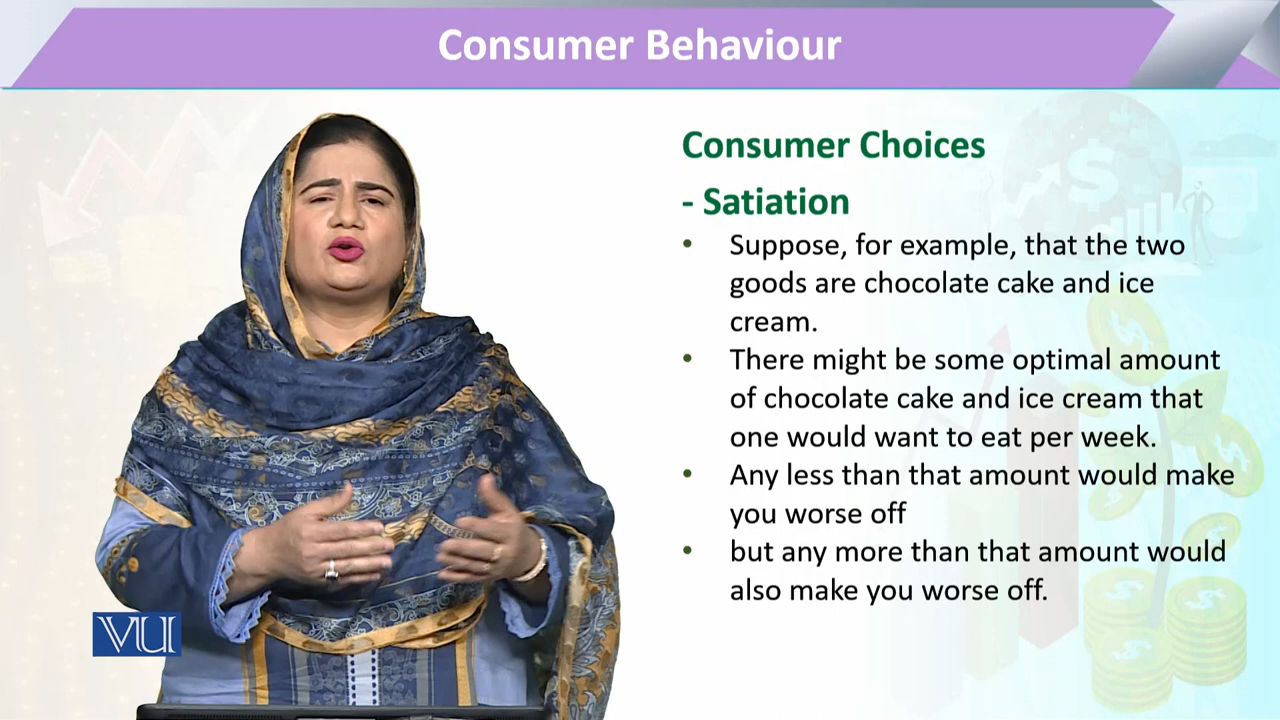 Consumer Behaviour
Consumer Choices
- Satiation
• Suppose, for example, that the two
goods are chocolate cake and ice
cream.
• There might be some optimal amount
of chocolate cake and ice cream that
one would want to eat per week.
• Any less than that amount would make
you worse off
• but any more than that amount would
also make you worse off.
VU